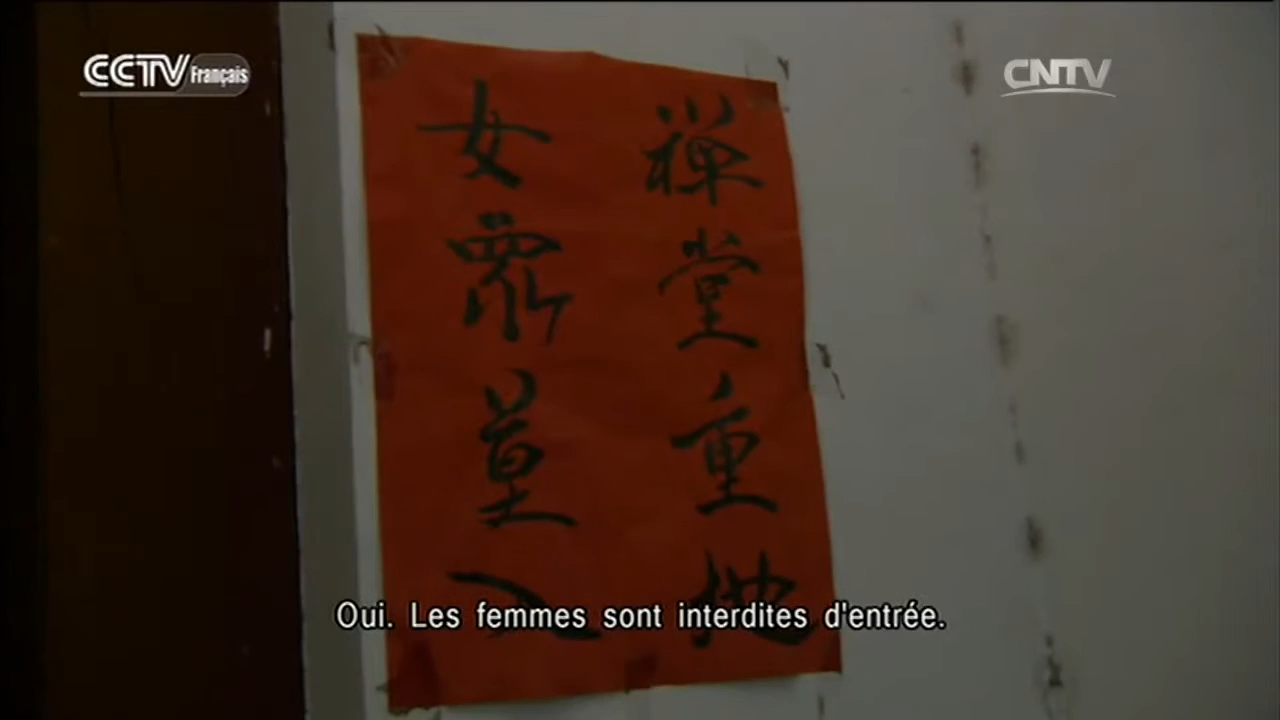 CCTV Français
CNTV
禅堂重地
女眾莫入
Oui. Les femmes sont interdites d'entrée.